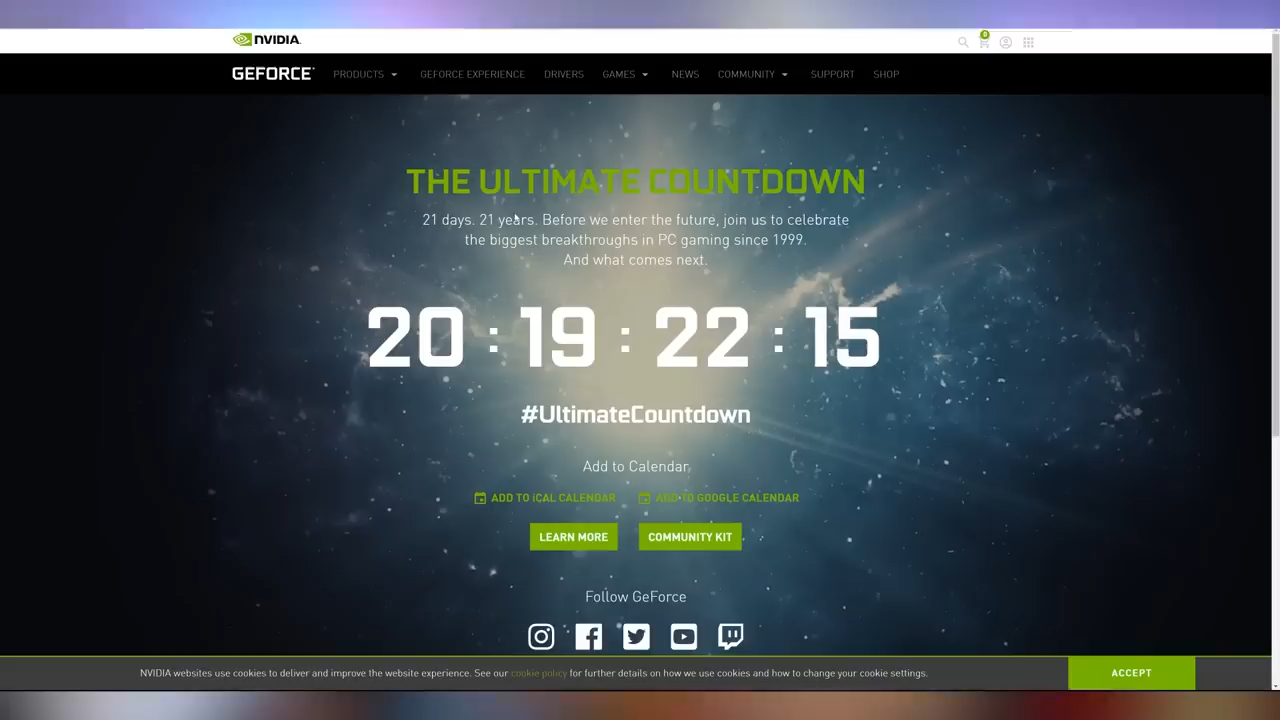 NVIDIA.
0
GEFORCE PRODUCTS GEFORCE EXPERIENCE DRIVERS GAMES NEWS COMMUNITY SUPPORT SHOP
THE ULTIMATE COUNTDOWN
21 days. 21 years. Before we enter the future, join us to celebrate
the biggest breakthroughs in PC gaming since 1999.
And what comes next.
20 : 19 : 22 : 15
#UltimateCountdown
Add to Calendar
ADD TO iCAL CALENDAR ADD TO GOOGLE CALENDAR
LEARN MORE COMMUNITY KIT
Follow GeForce
NVIDIA websites use cookies to deliver and improve the website experience. See our cookie policy for further details on how we use cookies and how to change your cookie settings. ACCEPT